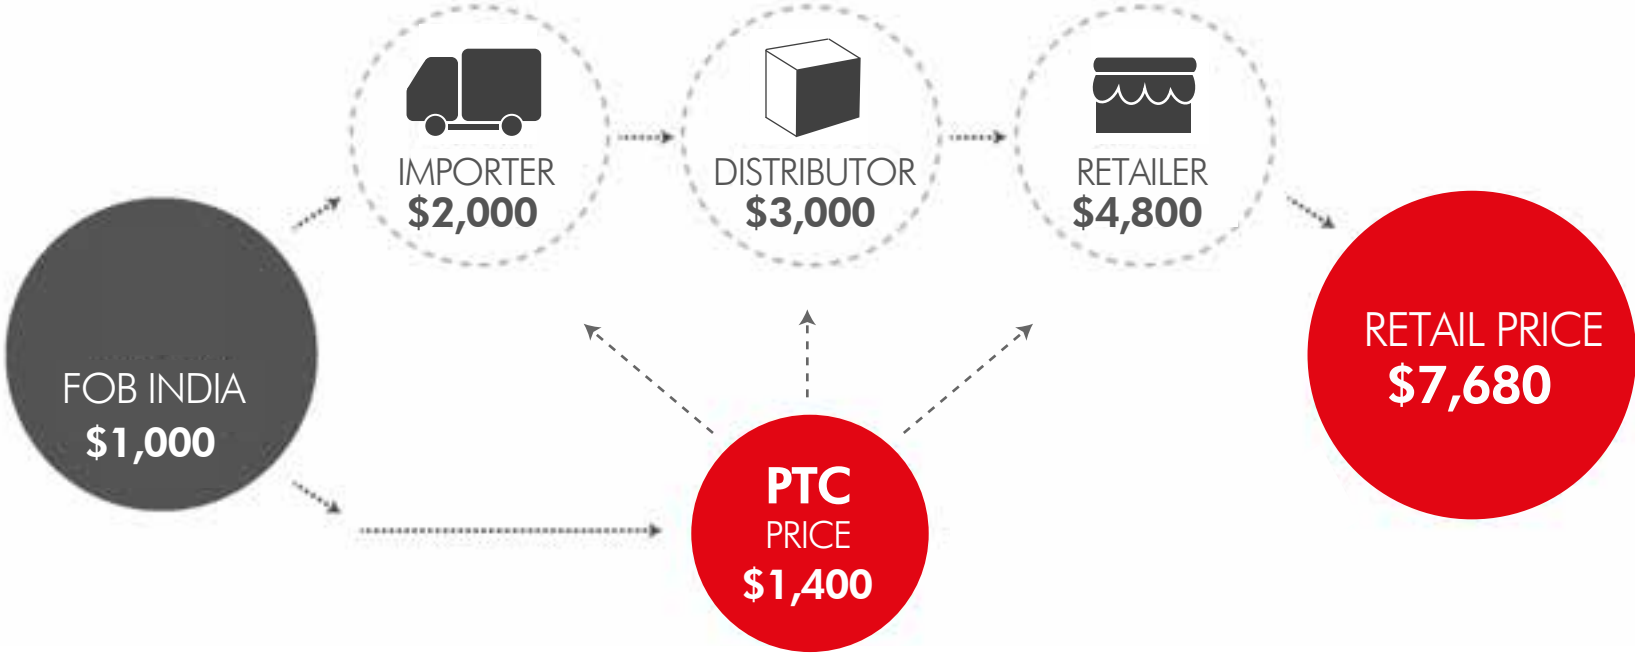 IMPORTER
$2,000
DISTRIBUTOR
$3,000
RETAILER
$4,800
FOB INDIA
$1,000
RETAIL PRICE
$7,680
PTC
PRICE
$1,400